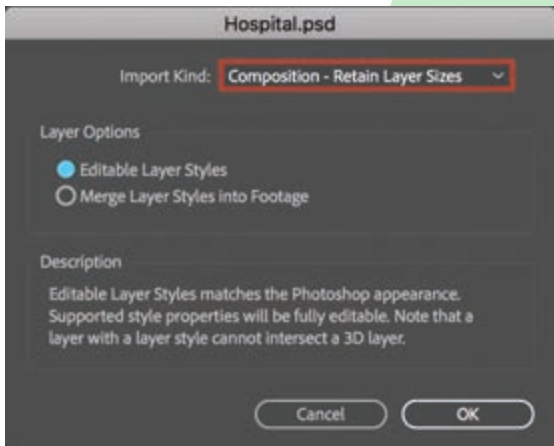 Hospital.psd
Import Kind: Composition - Retain Layer Sizes
Layer Options
Editable Layer Styles
Merge Layer Styles into Footage
Description
Editable Layer Styles matches the Photoshop appearance.
Supported style properties will be fully editable. Note that a
layer with a layer style cannot intersect a 3D layer.
Cancel OK